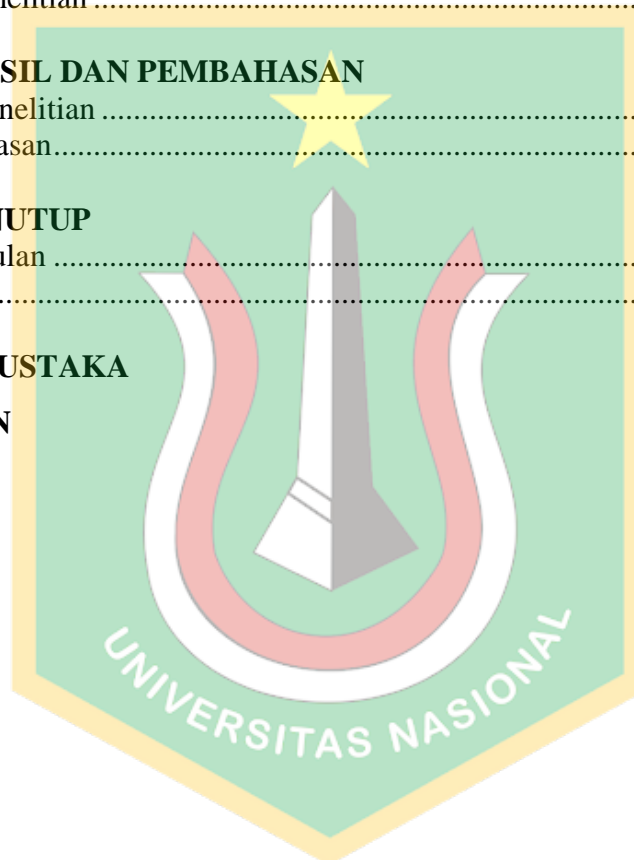 nelitian ........................................................................
SIL DAN PEMBAHASAN
nelitian ........................................................................
asan........................................................................
NUTUP
ulan ........................................................................
........................................................................
USTAKA
N
UNIVERSITAS NASIONAL